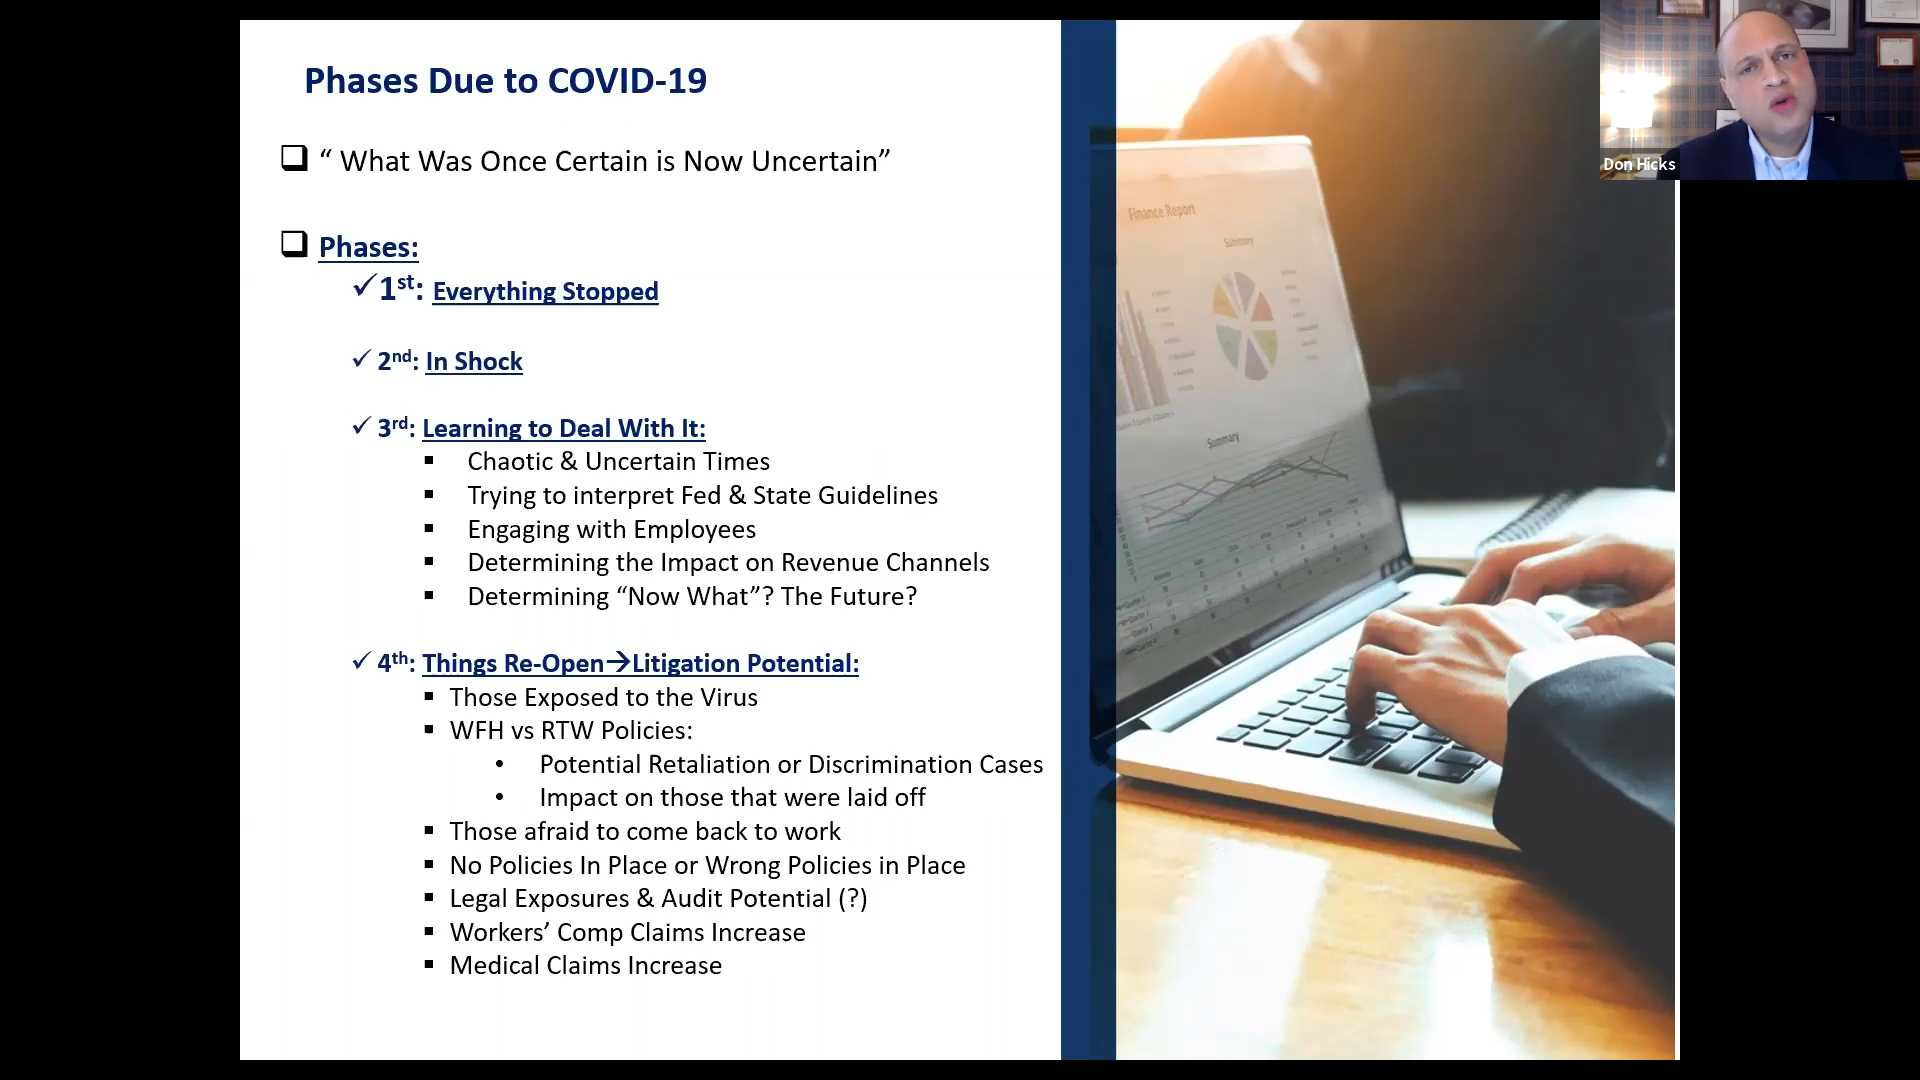 Phases Due to COVID-19
“ What Was Once Certain is Now Uncertain”
Phases:
1st: Everything Stopped
2nd: In Shock
3rd: Learning to Deal With It:
Chaotic & Uncertain Times
Trying to interpret Fed & State Guidelines
Engaging with Employees
Determining the Impact on Revenue Channels
Determining “Now What”? The Future?
4th: Things Re-Open→Litigation Potential:
Those Exposed to the Virus
WFH vs RTW Policies:
Potential Retaliation or Discrimination Cases
Impact on those that were laid off
Those afraid to come back to work
No Policies In Place or Wrong Policies in Place
Legal Exposures & Audit Potential (?)
Workers’ Comp Claims Increase
Medical Claims Increase
Finance Report
Summary
Summary
Don Hicks